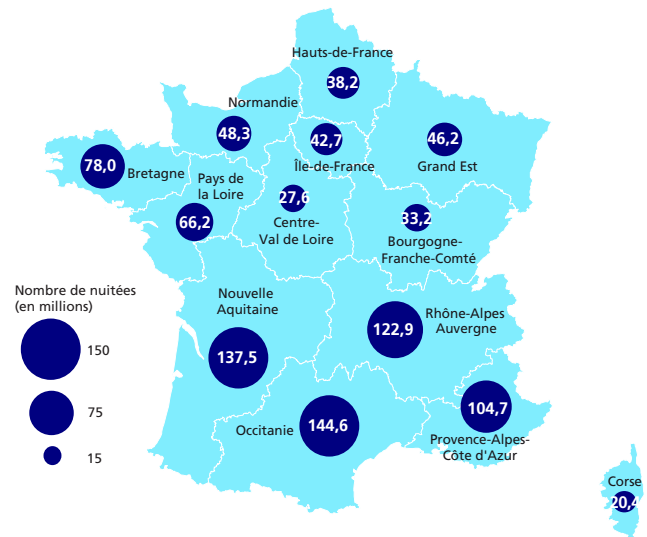 Hauts-de-France
38,2
Normandie
48,3
42,7
Île-de-France
46,2
Grand Est
78,0
Bretagne
Pays de
la Loire
66,2
27,6
Centre-
Val de Loire
33,2
Bourgogne-
Franche-Comté
Nombre de nuitées
(en millions)
150
75
15
Nouvelle
Aquitaine
137,5
Rhône-Alpes
Auvergne
122,9
Occitanie
144,6
104,7
Provence-Alpes-
Côte d'Azur
Corse
20,4